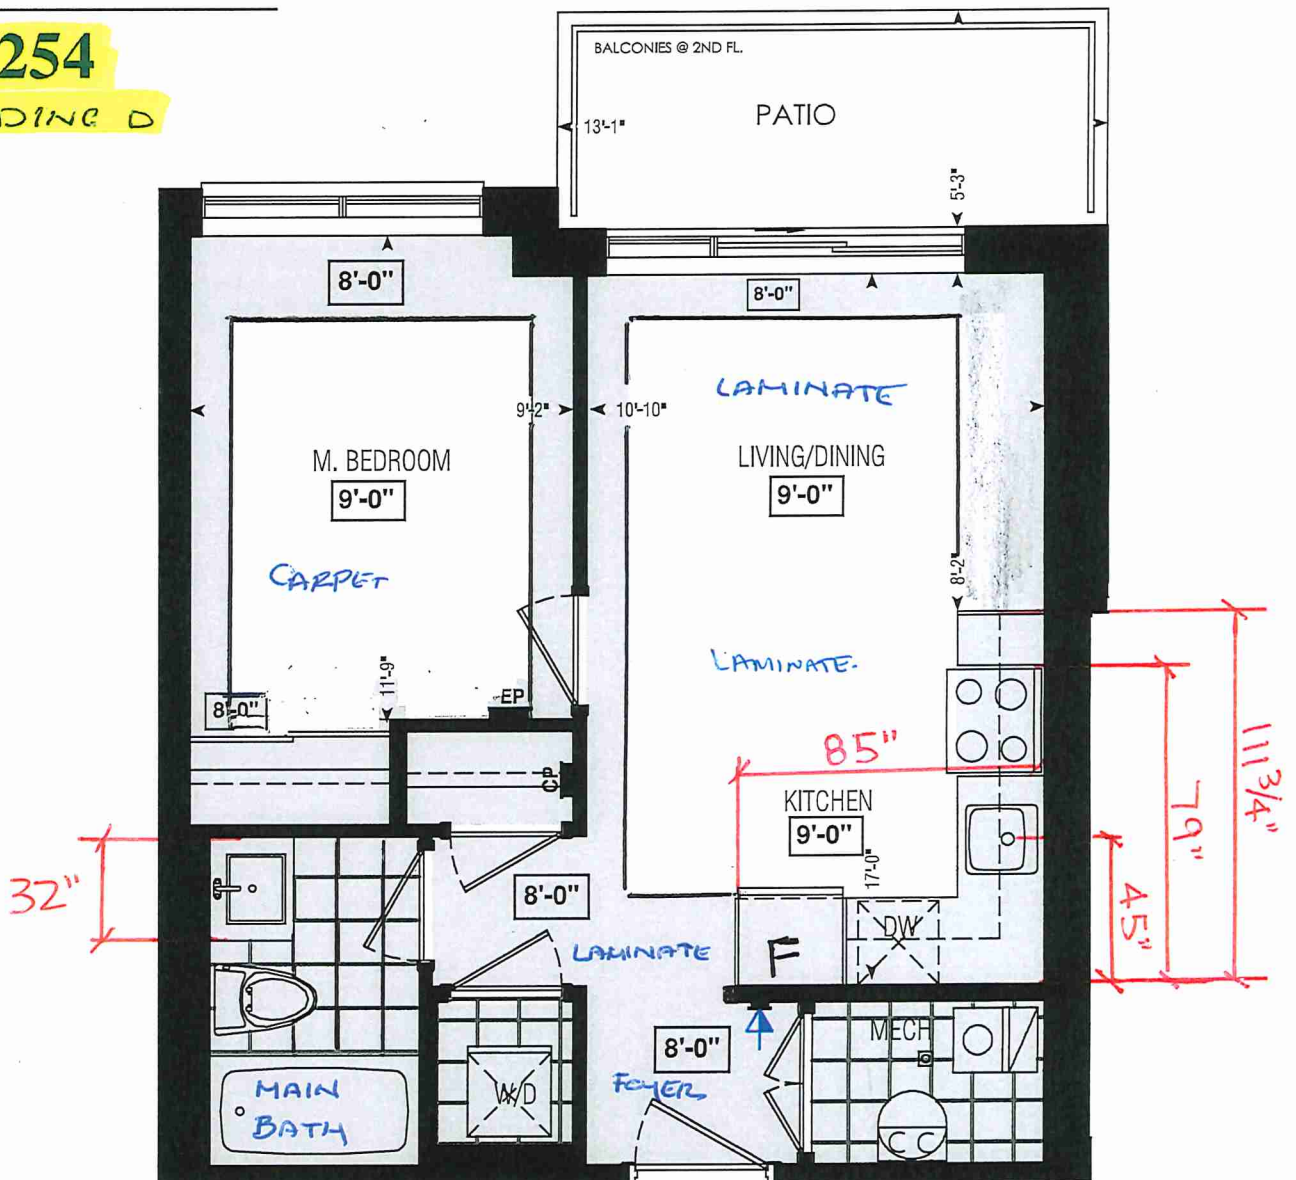 254
DING D
BALCONIES @ 2ND FL.
PATIO
13'-1"
5'-3"
8'-0"
8'-0"
LAMINATE
9'-2"
10'-10"
M. BEDROOM
9'-0"
LIVING/DINING
9'-0"
CARPET
8'-2"
LAMINATE.
11'-9"
EP
8'-0"
85"
111 3/4"
79"
CP
KITCHEN
9'-0"
17'-0"
32"
8'-0"
45"
DW
F
LAMINATE
MECH
8'-0"
W/D
FOYER
MAIN
BATH